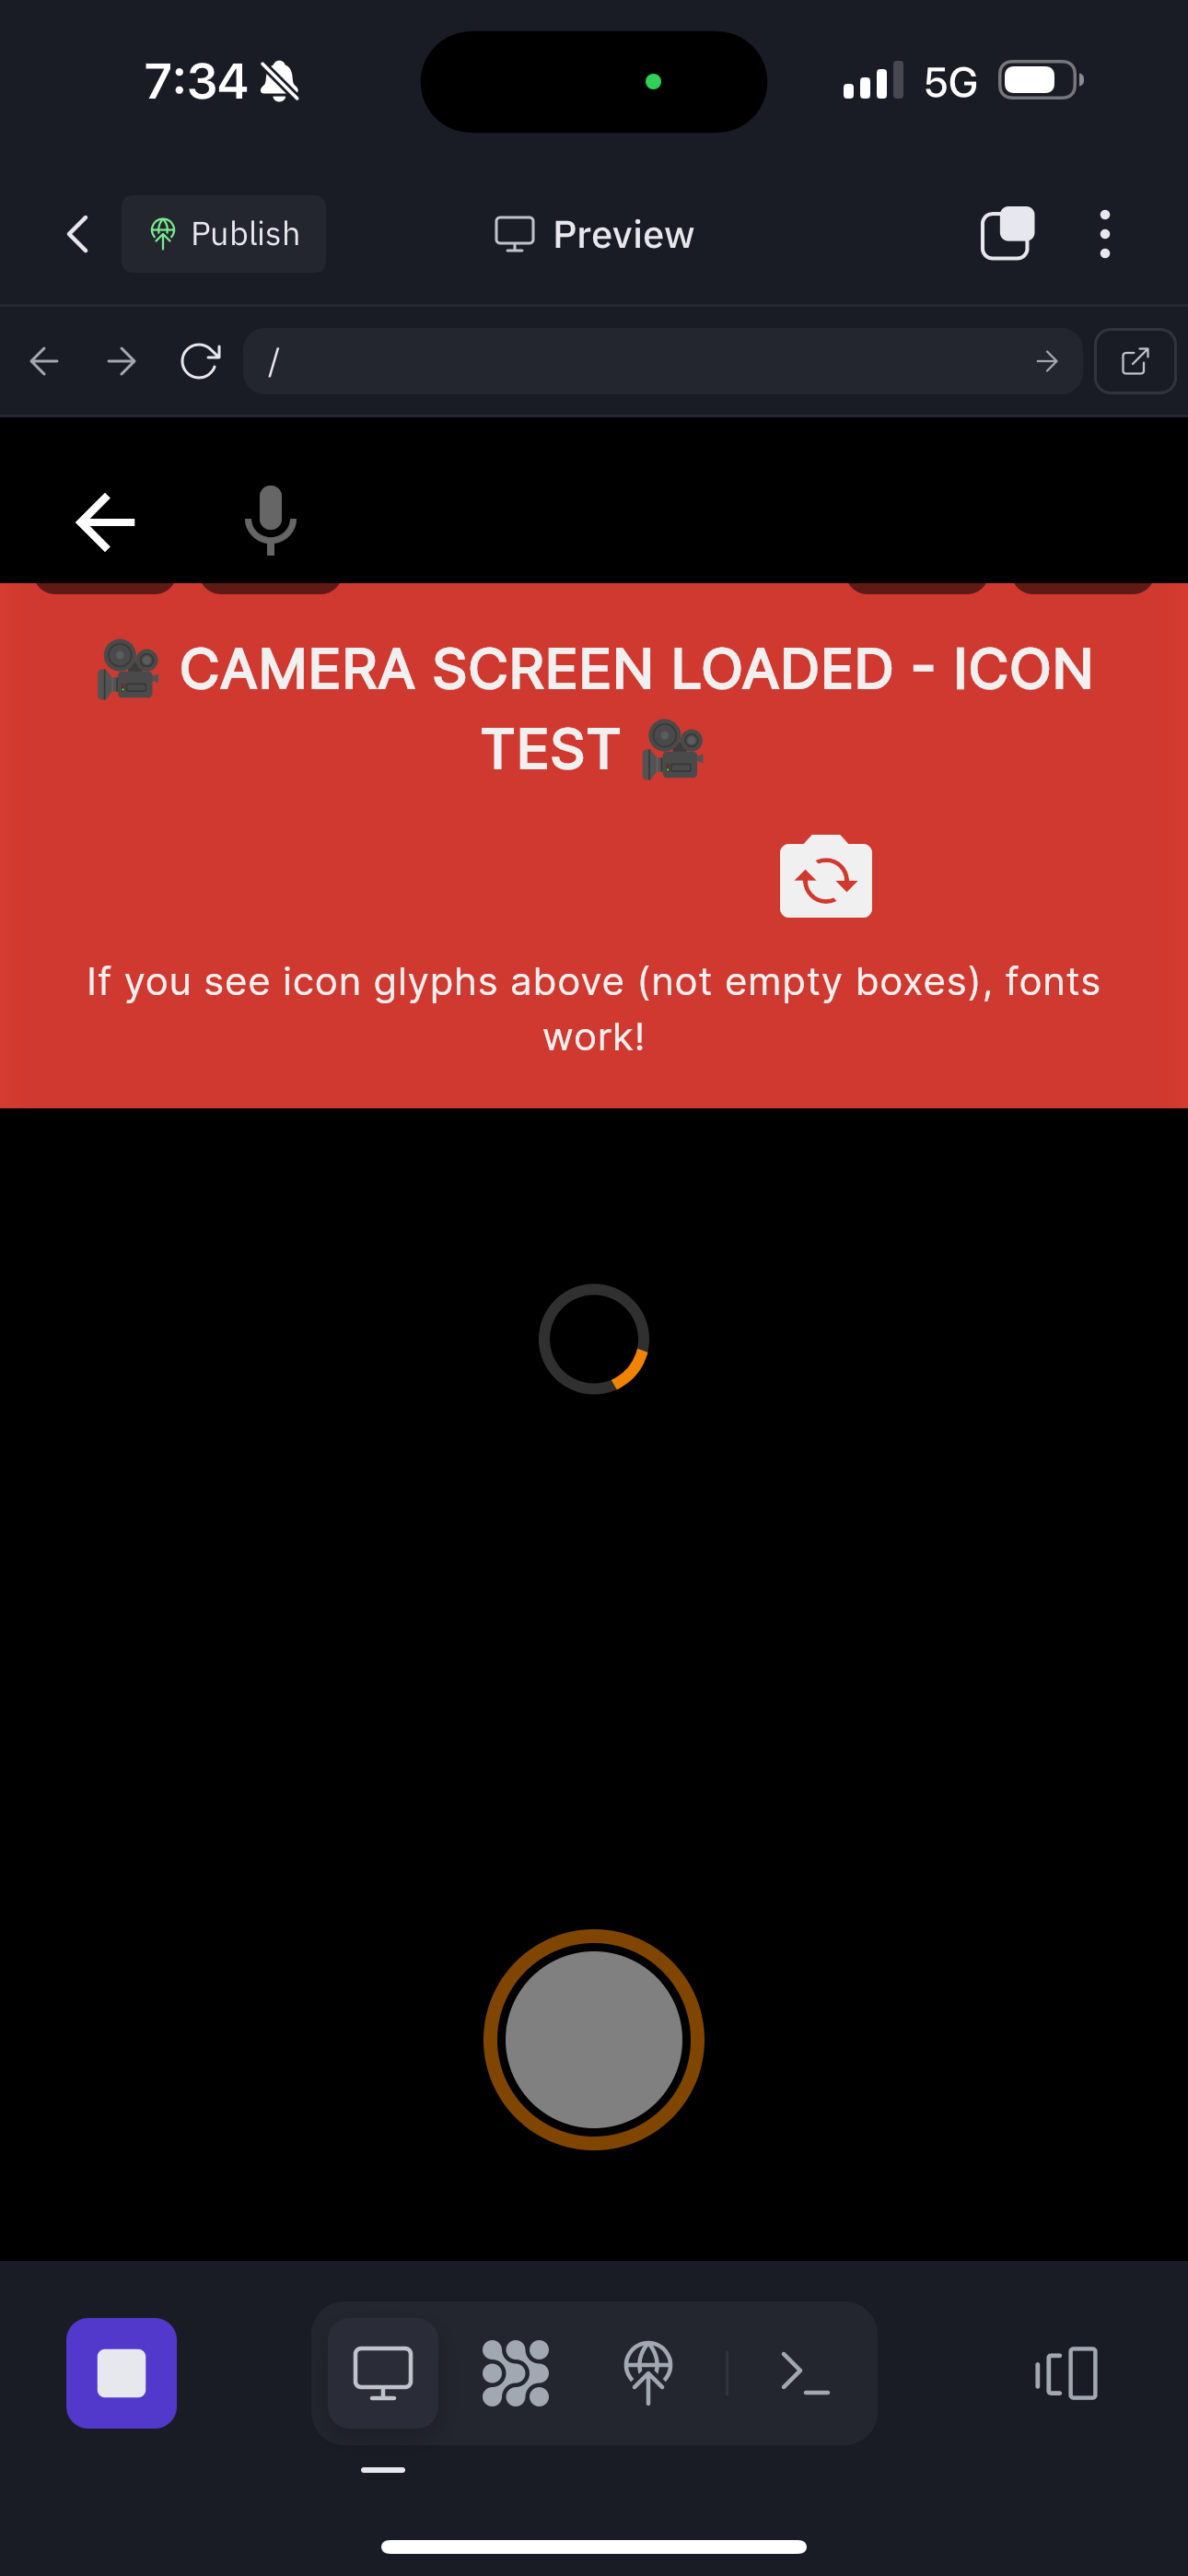 7:34
5G
Publish
Preview
/
🎥 CAMERA SCREEN LOADED - ICON
TEST 🎥
If you see icon glyphs above (not empty boxes), fonts
work!